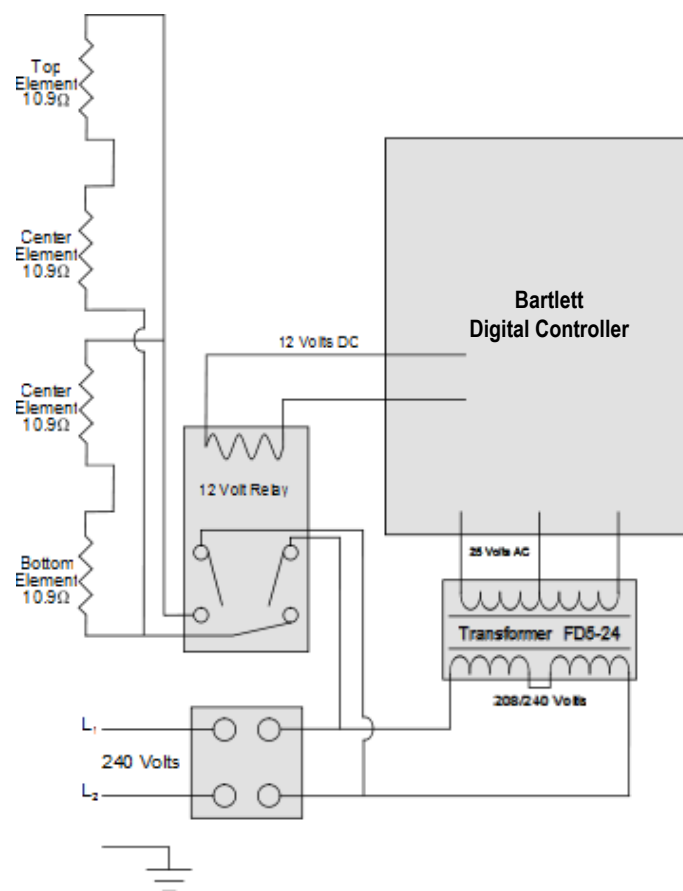 Top
Element
10.9Ω
Center
Element
10.9Ω
Center
Element
10.9Ω
Bottom
Element
10.9Ω
Bartlett
Digital Controller
12 Volts DC
12 Volt Relay
25 Volts AC
Transformer FD5-24
208/240 Volts
L₁
240 Volts
L₂